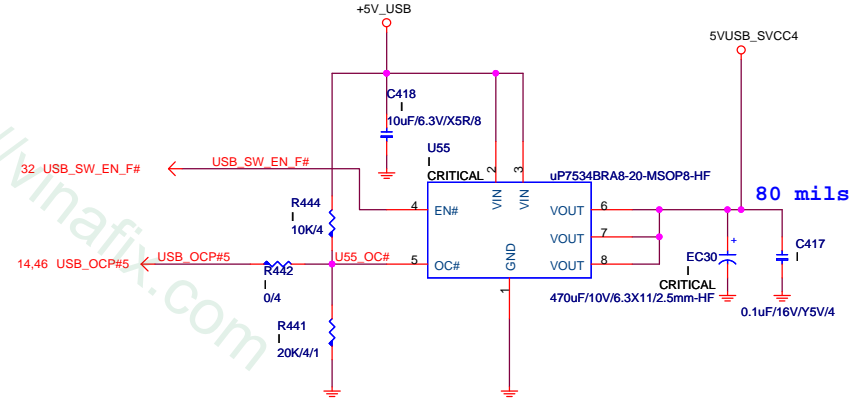 +5V_USB
5VUSB_SVCC4
C418
I
10uF/6.3V/X5R/8
U55
I
CRITICAL
uP7534BRA8-20-MSOP8-HF
32 USB_SW_EN_F#
USB_SW_EN_F#
2
3
VIN
VIN
80 mils
R444
I
10K/4
4
EN#
VOUT
6
VOUT
7
C417
I
14,46 USB_OCP#5
USB_OCP#5
U55_OC#
5
OC#
GND
VOUT
8
EC30
+
I
CRITICAL
R442
I
0/4
1
470uF/10V/6.3X11/2.5mm-HF
0.1uF/16V/Y5V/4
R441
I
20K/4/1
//vinafix.com